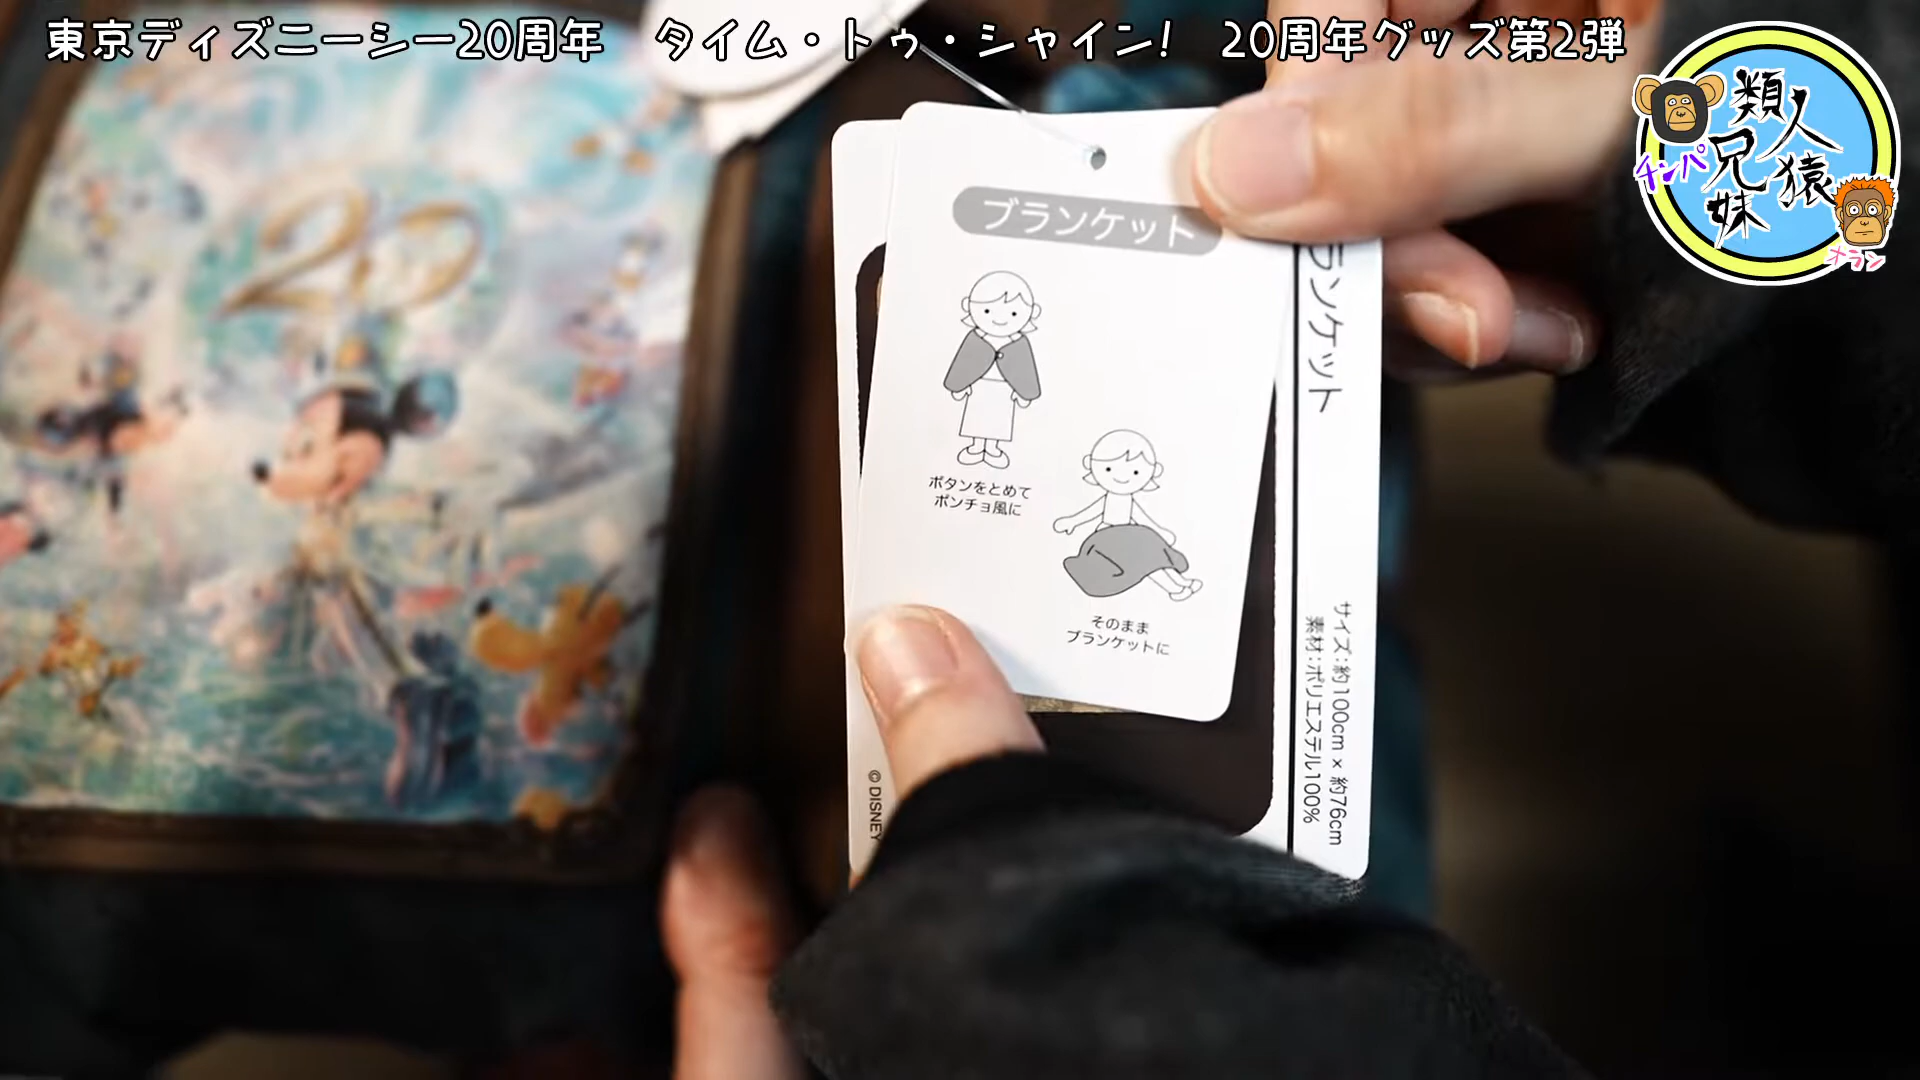 東京ディズニーシー20周年　タイム・トゥ・シャイン!　20周年グッズ第2弾
類人猿
兄妹
チンパ
オラン
20
ブランケット
ボタンをとめて
ポンチョ風に
そのまま
ブランケットに
ランケット
サイズ：約100cm × 約76cm
素材：ポリエステル100%
© DISNEY